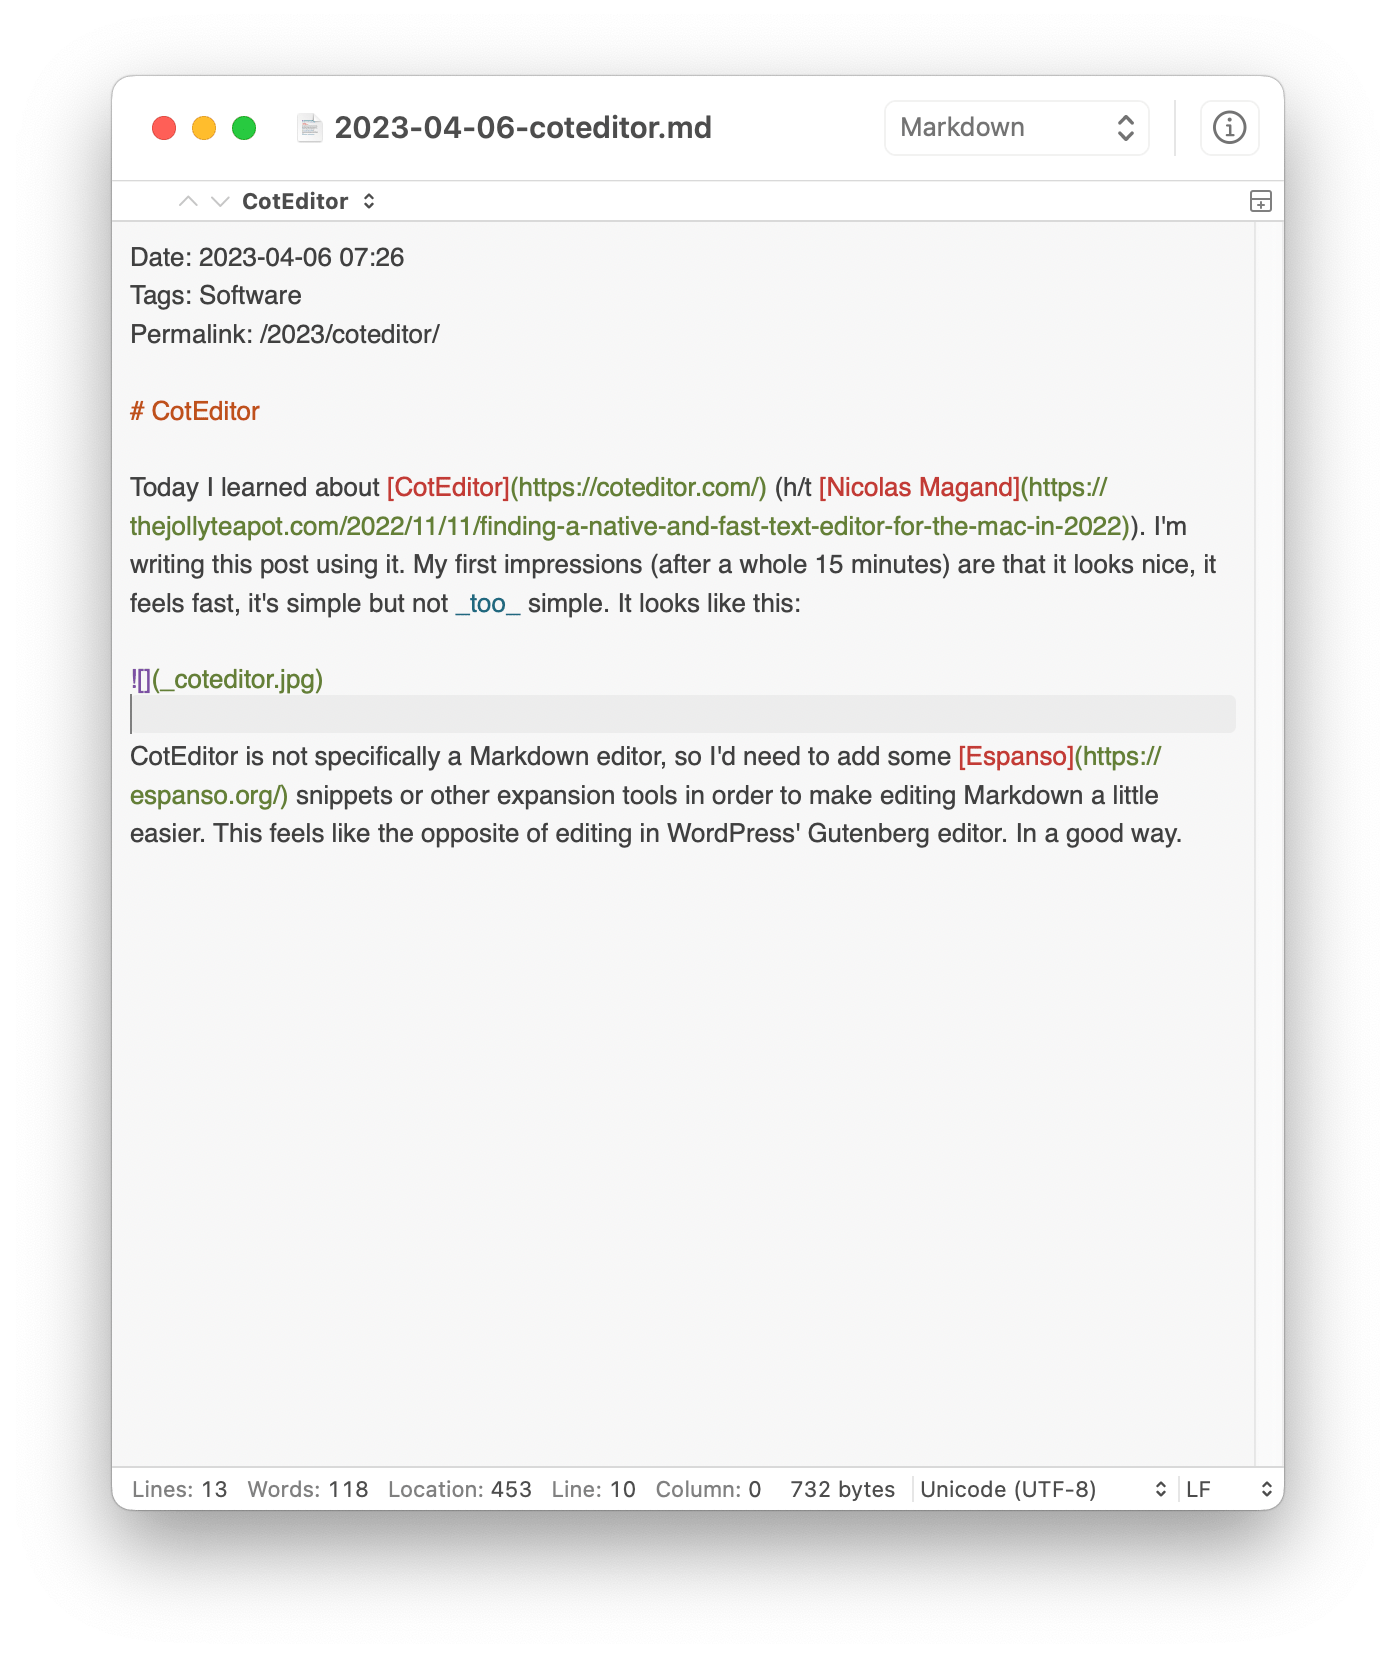 2023-04-06-coteditor.md
Markdown
CotEditor
Date: 2023-04-06 07:26
Tags: Software
Permalink: /2023/coteditor/
# CotEditor
Today I learned about [CotEditor](https://coteditor.com/) (h/t [Nicolas Magand](https://
thejollyteapot.com/2022/11/11/finding-a-native-and-fast-text-editor-for-the-mac-in-2022)). I'm
writing this post using it. My first impressions (after a whole 15 minutes) are that it looks nice, it
feels fast, it's simple but not _too_ simple. It looks like this:
![](_coteditor.jpg)
CotEditor is not specifically a Markdown editor, so I'd need to add some [Espanso](https://
espanso.org/) snippets or other expansion tools in order to make editing Markdown a little
easier. This feels like the opposite of editing in WordPress' Gutenberg editor. In a good way.
Lines: 13 Words: 118 Location: 453 Line: 10 Column: 0 732 bytes Unicode (UTF-8) LF